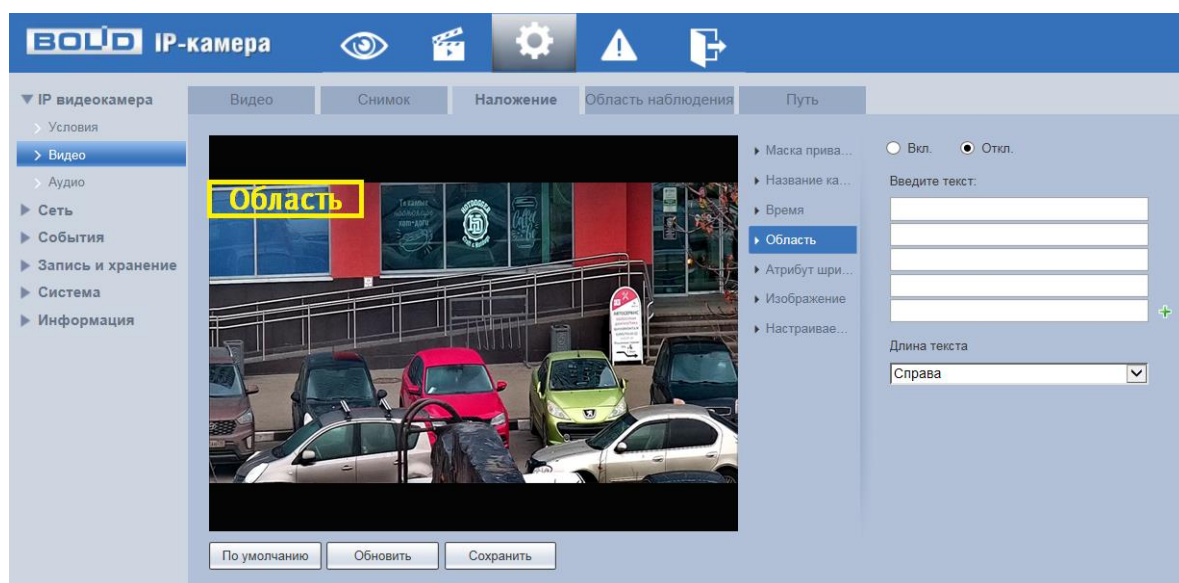 BOLID IP-камера
IP видеокамера
Условия
Видео
Аудио
Сеть
События
Запись и хранение
Система
Информация
Видео
Снимок
Наложение
Область наблюдения
Путь
Область
Маска прива...
Название ка...
Время
Область
Атрибут шри...
Изображение
Настраивае...
Вкл.
Откл.
Введите текст:
Длина текста
Справа
По умолчанию
Обновить
Сохранить